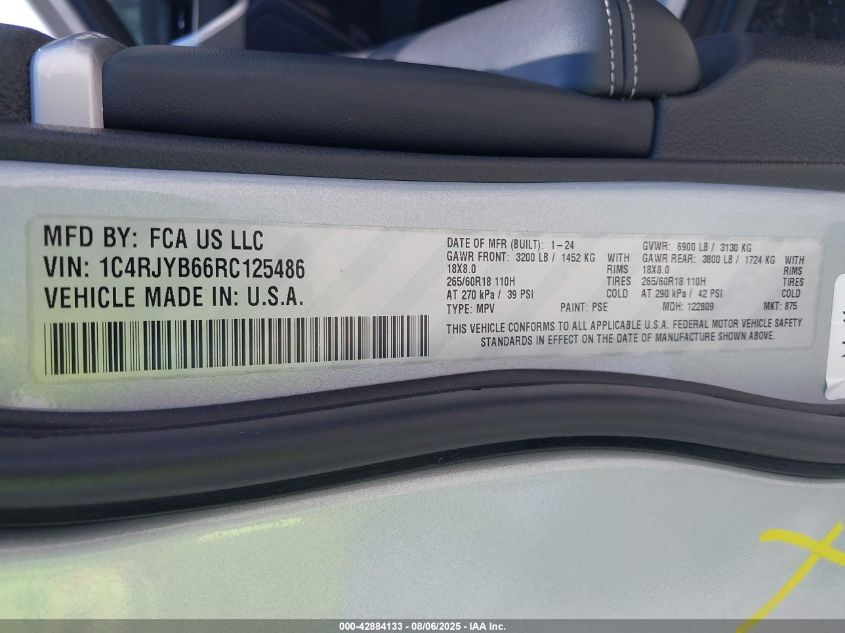 MFD BY: FCA US LLC
VIN: 1C4RJYB66RC125486
VEHICLE MADE IN: U.S.A.
DATE OF MFR (BUILT): 1-24 GVWR: 6900 LB / 3130 KG
GAWR FRONT: 3200 LB / 1452 KG WITH GAWR REAR: 3800 LB / 1724 KG WITH
18X8.0 RIMS 18X8.0 RIMS
265/60R18 110H TIRES 265/60R18 110H TIRES
AT 270 kPa / 39 PSI COLD AT 290 kPa / 42 PSI COLD
TYPE: MPV PAINT: PSE MDH: 122809 MKT: 875
THIS VEHICLE CONFORMS TO ALL APPLICABLE U.S.A. FEDERAL MOTOR VEHICLE SAFETY
STANDARDS IN EFFECT ON THE DATE OF MANUFACTURE SHOWN ABOVE.
000-42884133 - 08/06/2025 - IAA Inc.